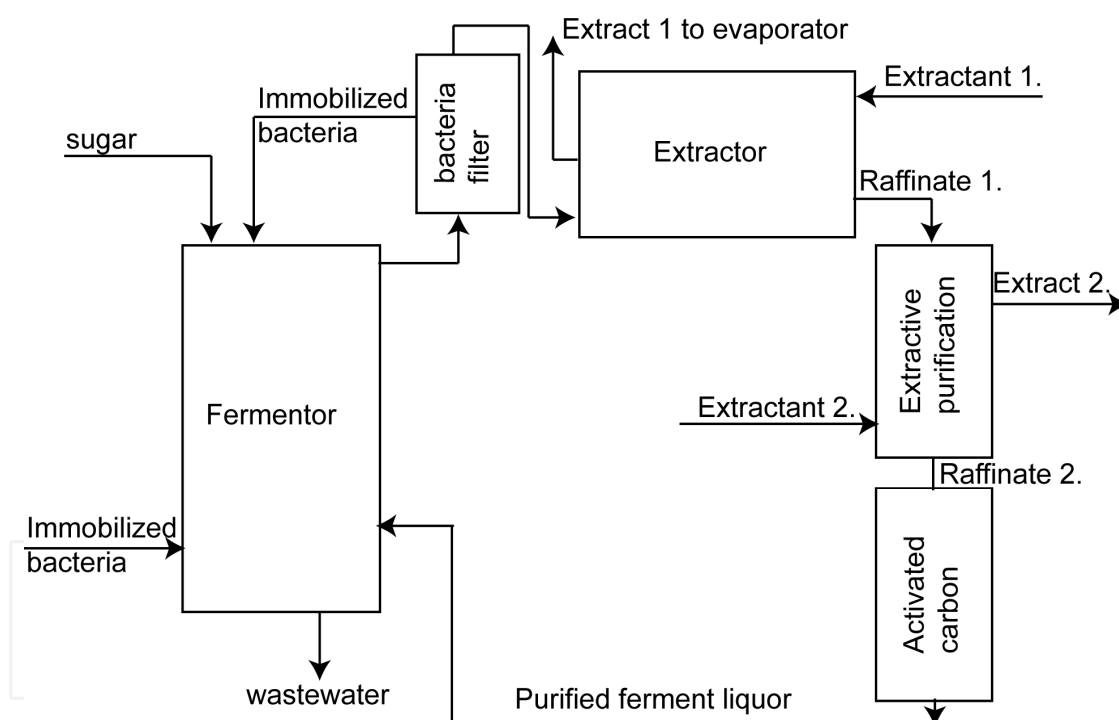 Extract 1 to evaporator
Extractant 1.
Immobilized
bacteria
bacteria
filter
sugar
Extractor
Raffinate 1.
Extract 2.
Extractive
purification
Fermentor
Extractant 2.
Raffinate 2.
Immobilized
bacteria
Activated
carbon
wastewater
Purified ferment liquor